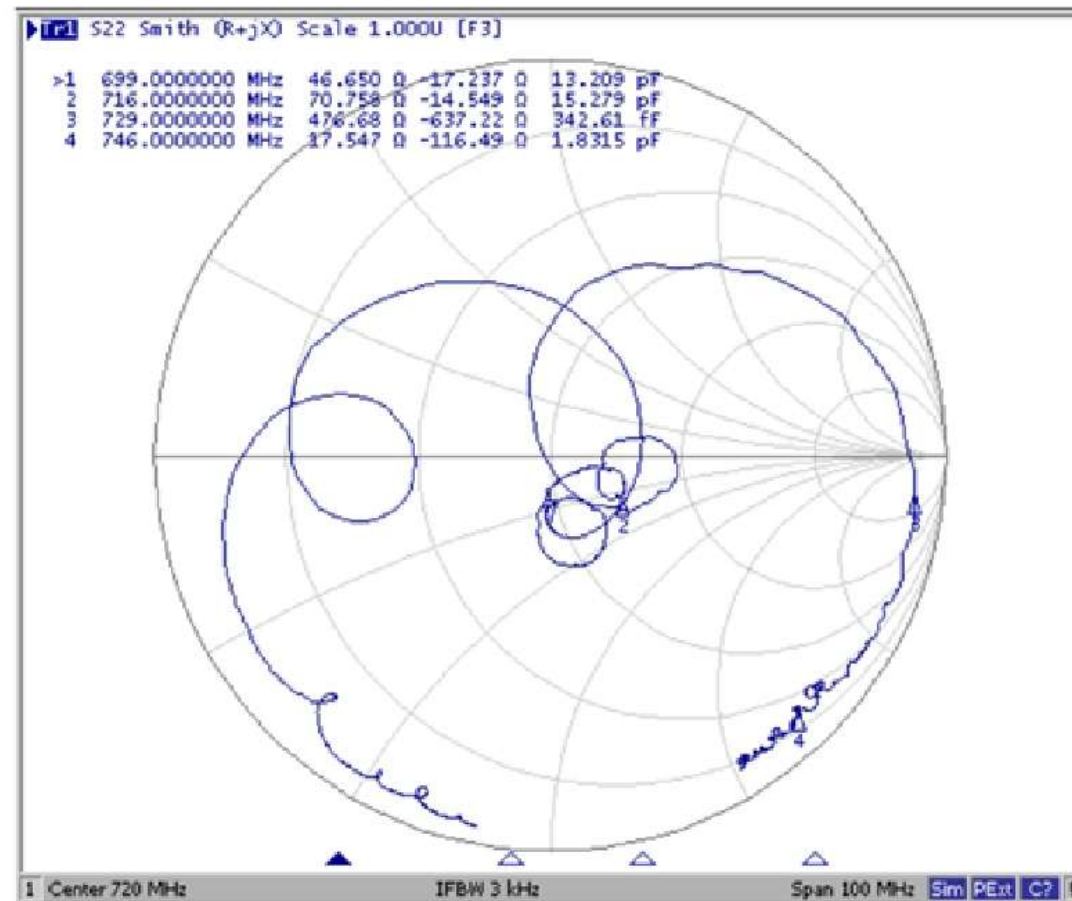 Tr1 S22 Smith (R+jX) Scale 1.000U [F3]
>1 699.0000000 MHz 46.650 Ω -17.237 Ω 13.209 pF
2 716.0000000 MHz 70.758 Ω -14.549 Ω 15.279 pF
3 729.0000000 MHz 476.68 Ω -637.22 Ω 342.61 fF
4 746.0000000 MHz 17.547 Ω -116.49 Ω 1.8315 pF
2
3
4
1 Center 720 MHz IFBW 3 kHz Span 100 MHz Sim PExt C?